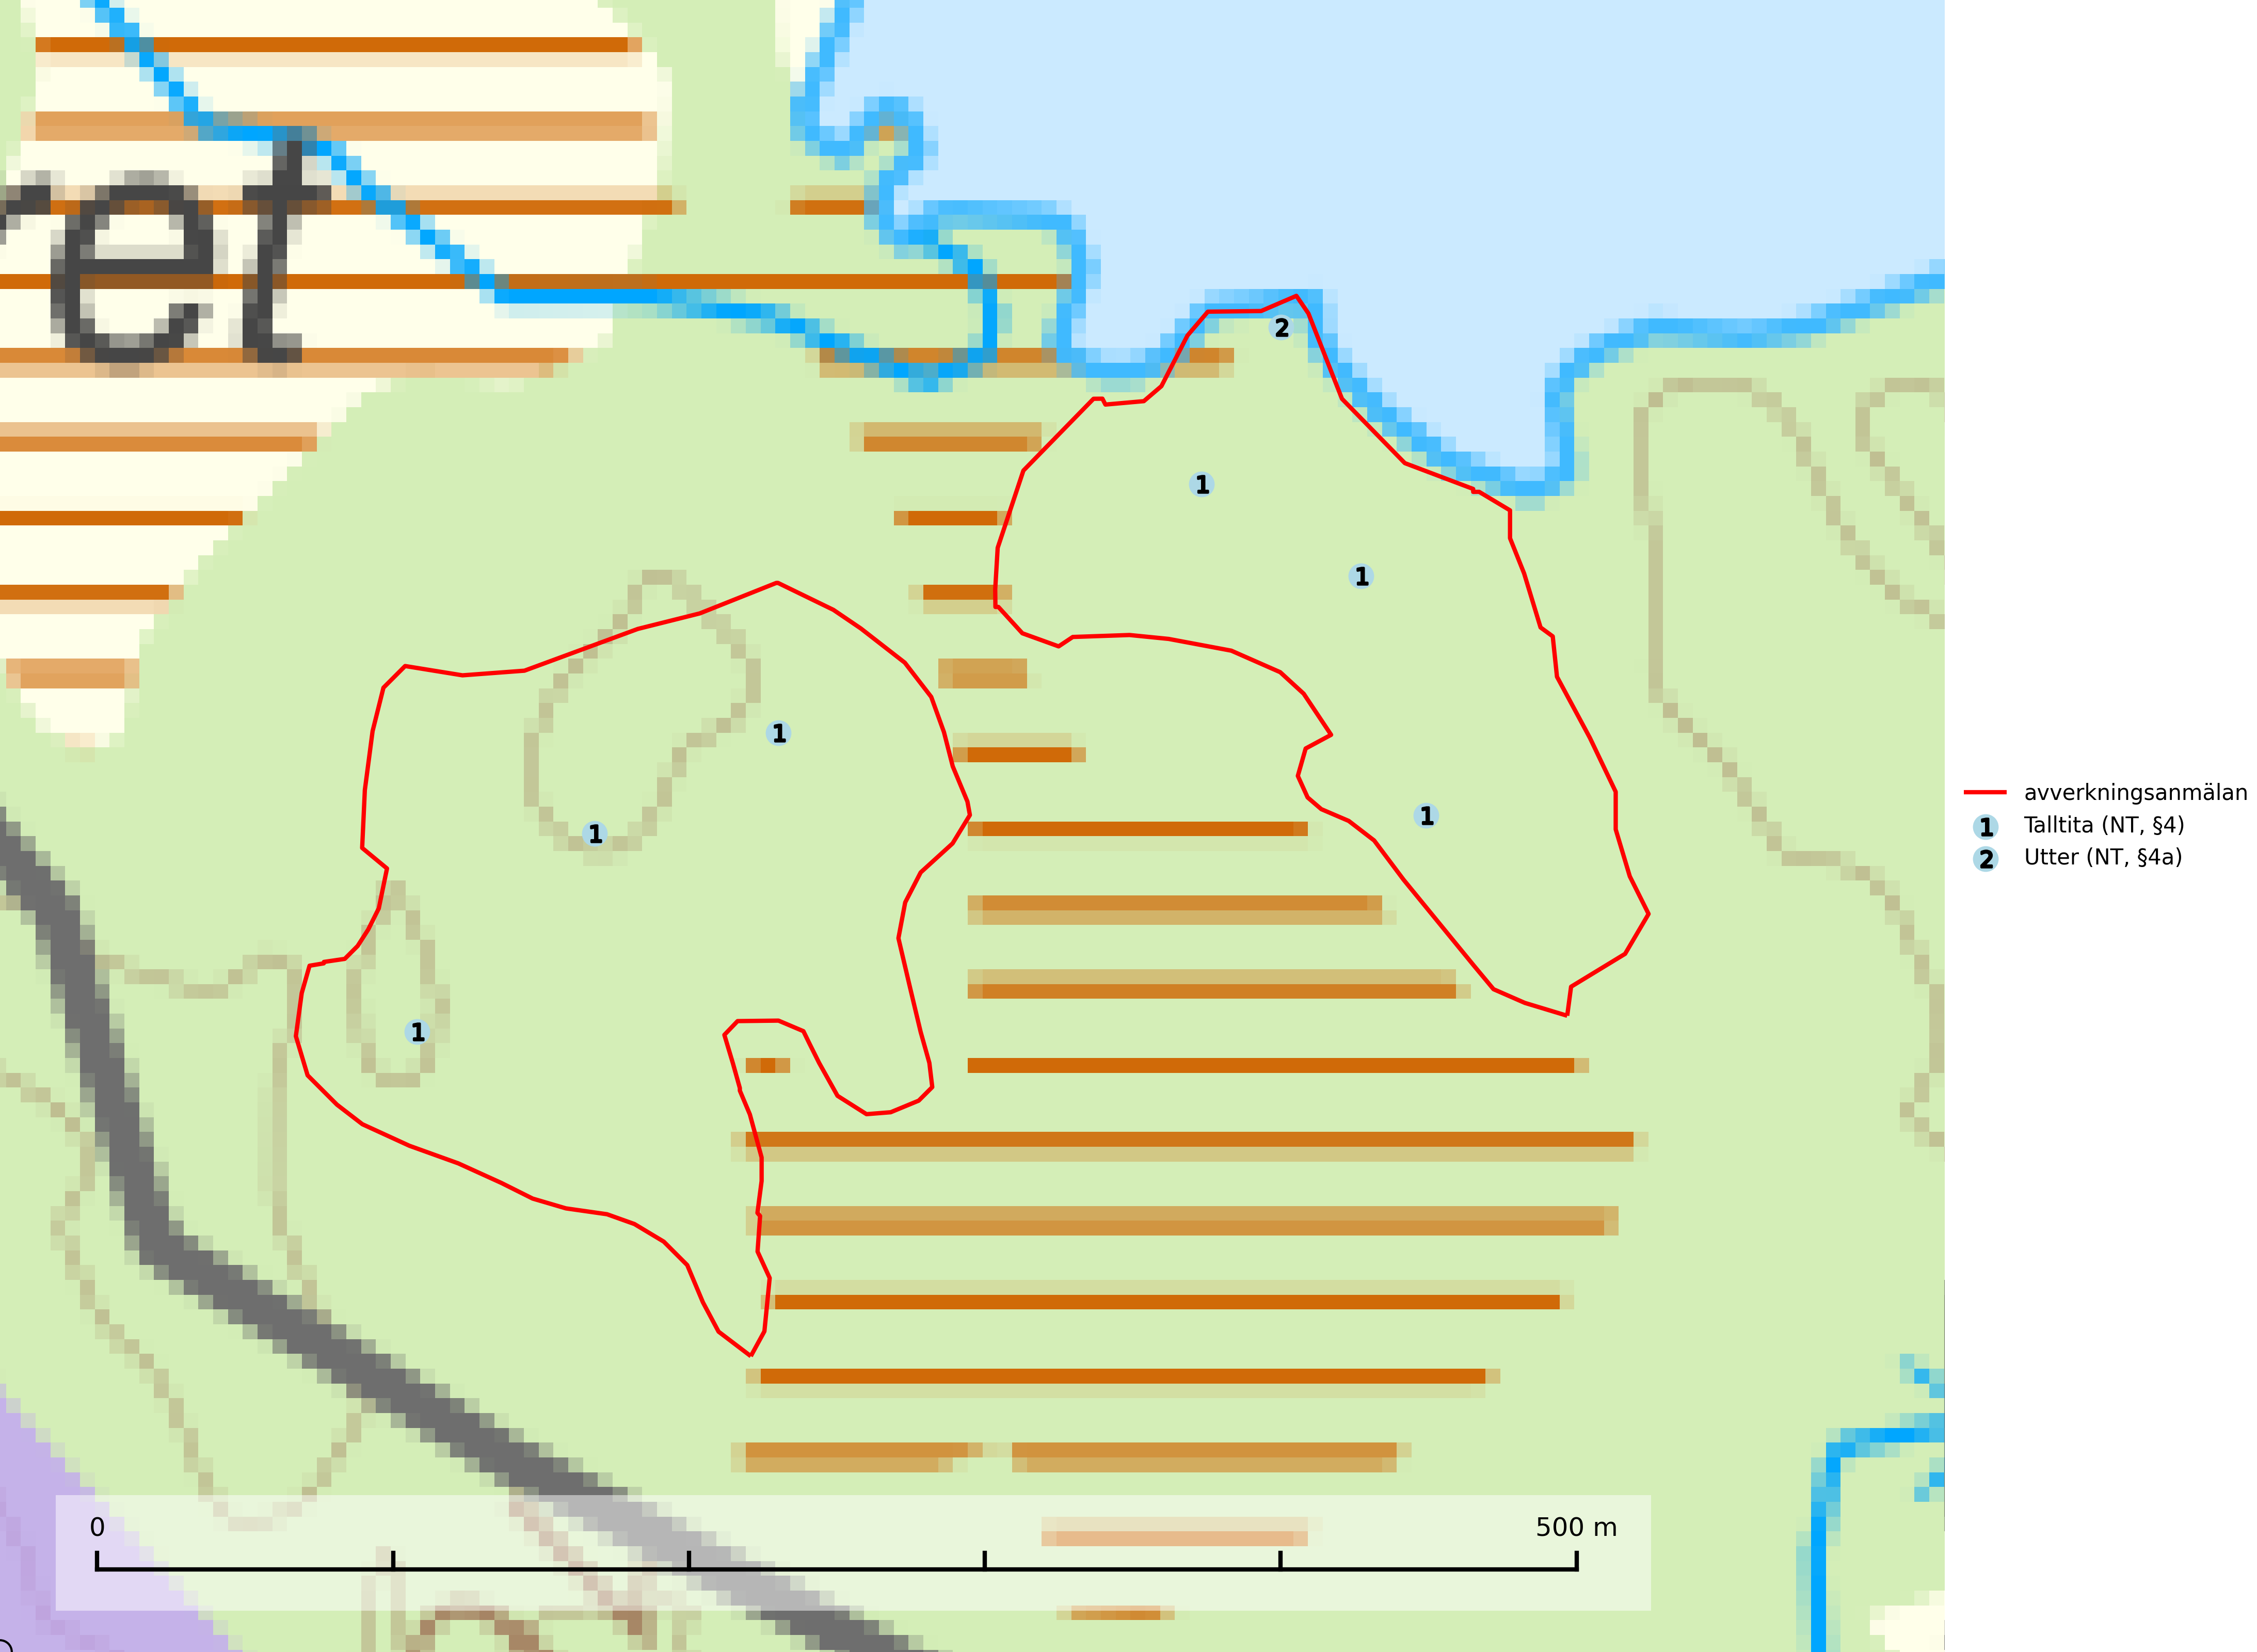 et
2
1
1
1
1
1
1
avverkningsanmälan
1 Talltita (NT, §4)
2 Utter (NT, §4a)
0 500 m